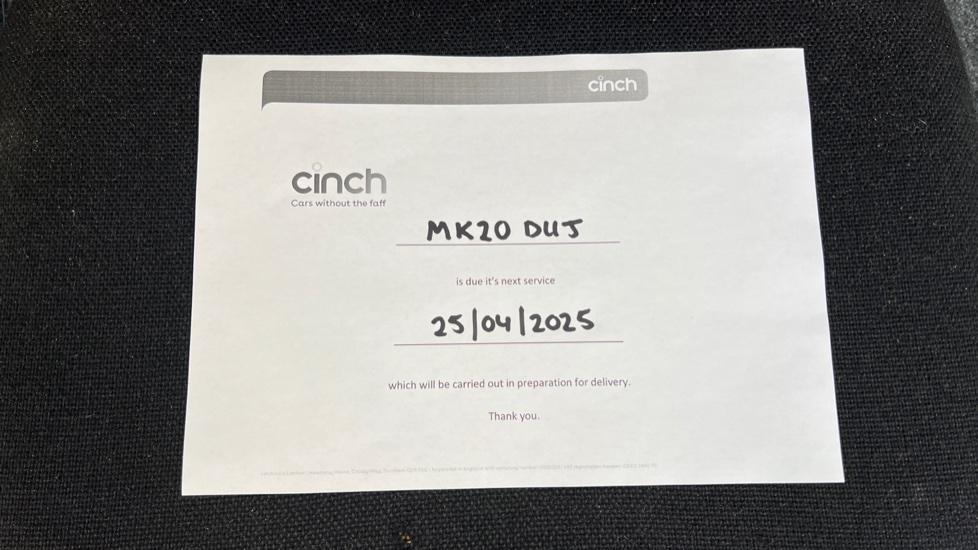 cinch
cinch
Cars without the faff
MK20 DUJ
is due it's next service
25/04/2025
which will be carried out in preparation for delivery.
Thank you.